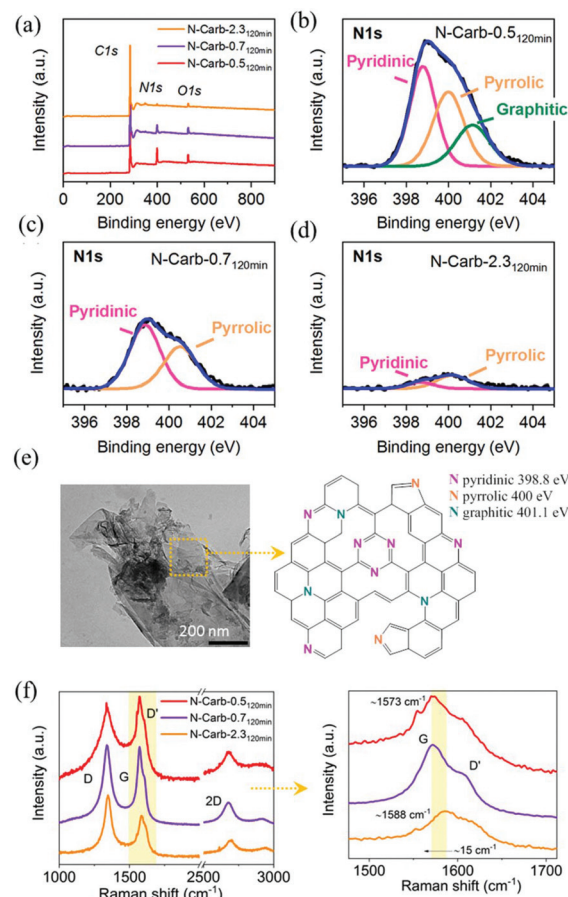 (a)
N-Carb-2.3120min
N-Carb-0.7120min
N-Carb-0.5120min
C1s
N1s
O1s
Intensity (a.u.)
0 200 400 600 800
Binding energy (eV)
(b)
N1s
N-Carb-0.5120min
Pyridinic
Pyrrolic
Graphitic
Intensity (a.u.)
396 398 400 402 404
Binding energy (eV)
(c)
N1s
N-Carb-0.7120min
Pyridinic
Pyrrolic
Intensity (a.u.)
396 398 400 402 404
Binding energy (eV)
(d)
N1s
N-Carb-2.3120min
Pyridinic
Pyrrolic
Intensity (a.u.)
396 398 400 402 404
Binding energy (eV)
(e)
200 nm
N pyridinic 398.8 eV
N pyrrolic 400 eV
N graphitic 401.1 eV
N
N
N
N
N N
N
N
N
N
N
N
(f)
N-Carb-0.5120min
N-Carb-0.7120min
N-Carb-2.3120min
D'
D
G
2D
Intensity (a.u.)
1000 1500 2500 3000
Raman shift (cm-1)
~1573 cm-1
G
D'
~1588 cm-1
~15 cm-1
Intensity (a.u.)
1500 1600 1700
Raman shift (cm-1)